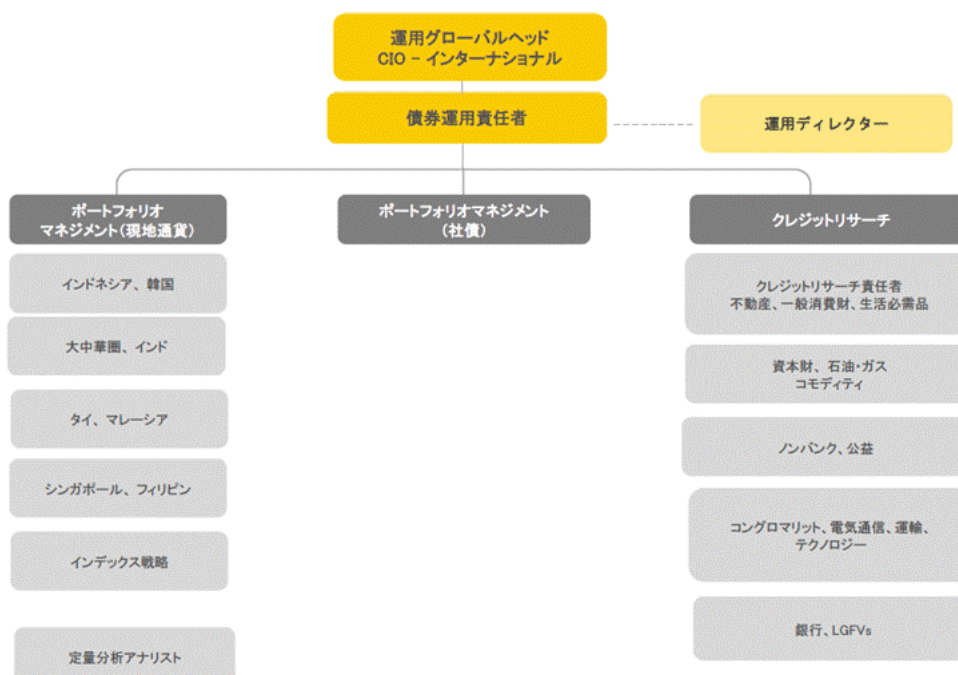 運用グローバルヘッド
CIO - インターナショナル
債券運用責任者
運用ディレクター
ポートフォリオ
マネジメント(現地通貨)
インドネシア、韓国
大中華圏、インド
タイ、マレーシア
シンガポール、フィリピン
インデックス戦略
定量分析アナリスト
ポートフォリオマネジメント
(社債)
クレジットリサーチ
クレジットリサーチ責任者
不動産、一般消費財、生活必需品
資本財、石油・ガス
コモディティ
ノンバンク、公益
コングロマリット、電気通信、運輸、
テクノロジー
銀行、LGFVs